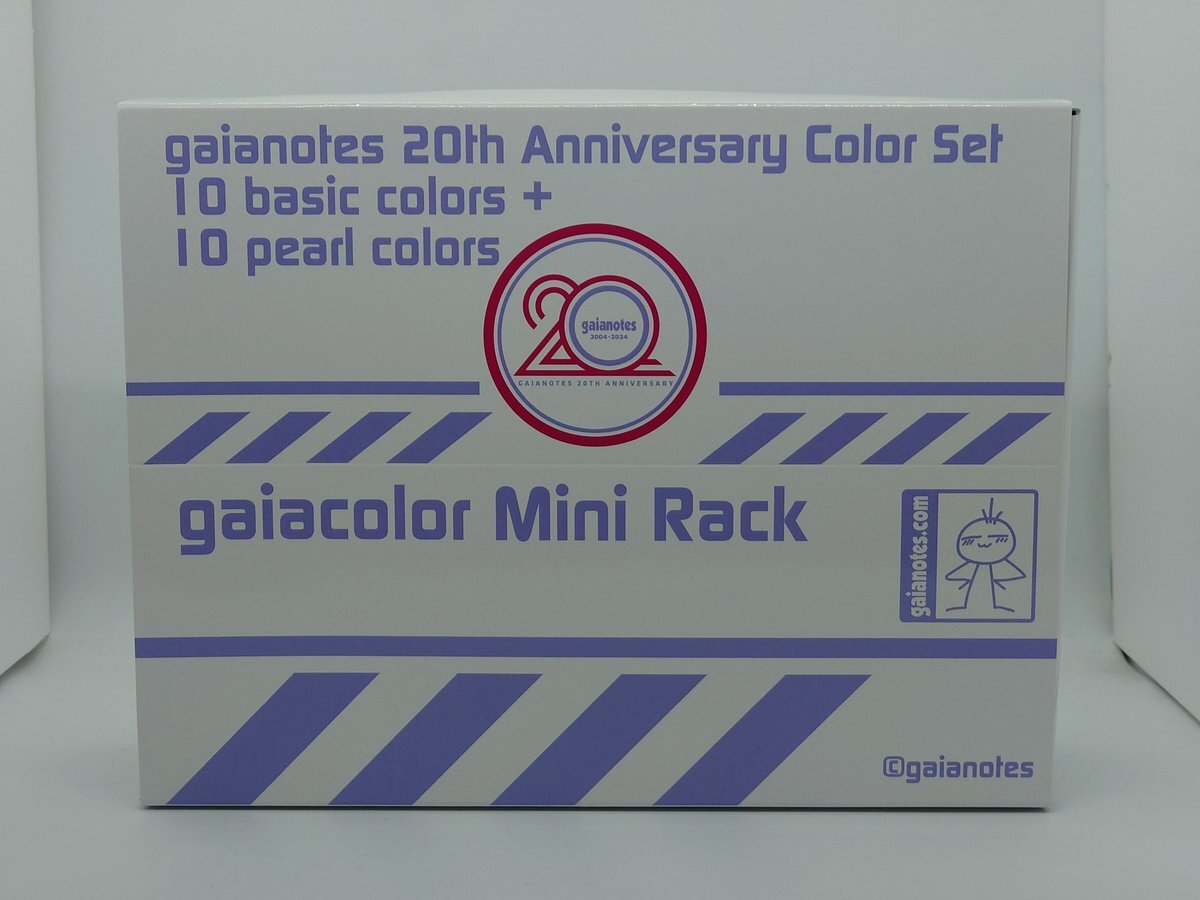 gaianotes 20th Anniversary Color Set
10 basic colors +
10 pearl colors
20
gaianotes
2004-2024
GAIANOTES 20TH ANNIVERSARY
gaiacolor Mini Rack
gaianotes.com
©gaianotes